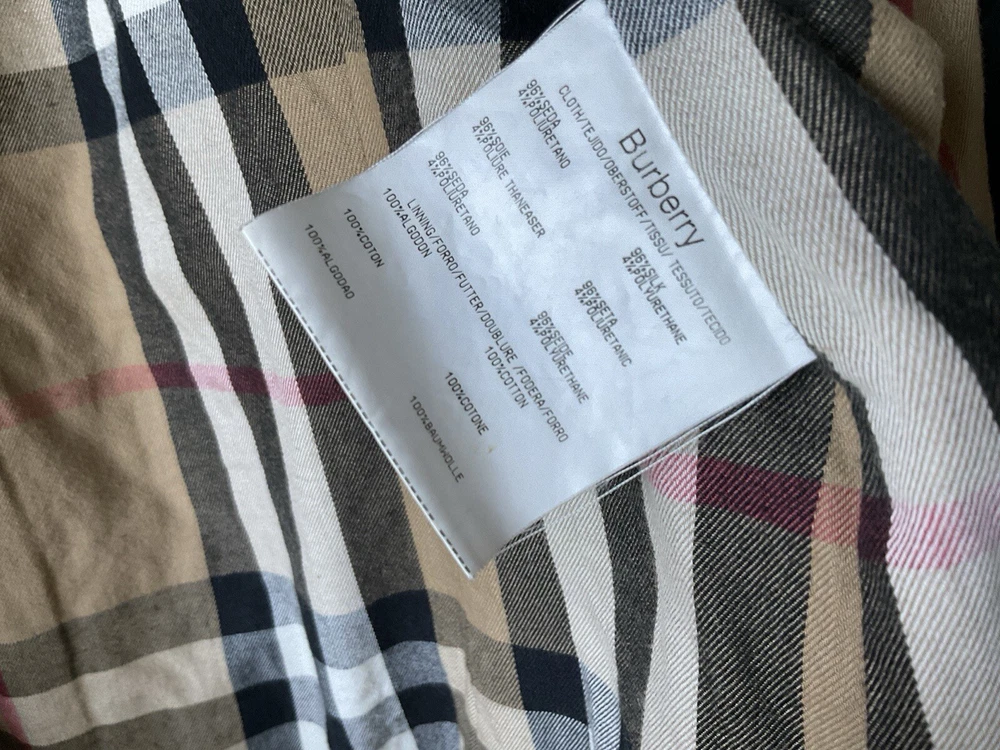 Burberry
CLOTH/TEJIDO/OBERSTOFF/TISSU/ TESSUTO/TECIDO
96%SEDA
4%POLIURETANO
96%SILK
4%POLYURETHANE
96%SOIE
4%POLIURE THANEASER
96%SETA
4%POLIURETANIC
96%SEDA
4%POLIURETANO
96%SEIDE
4%POLYURETHANE
LINNING/FORRO/FUTTER/DOUBLURE /FODERA/FORRO
100%ALGODON
100%COTTON
100%COTON
100%COTONE
100%ALGODAO
100%BAUMWOLLE